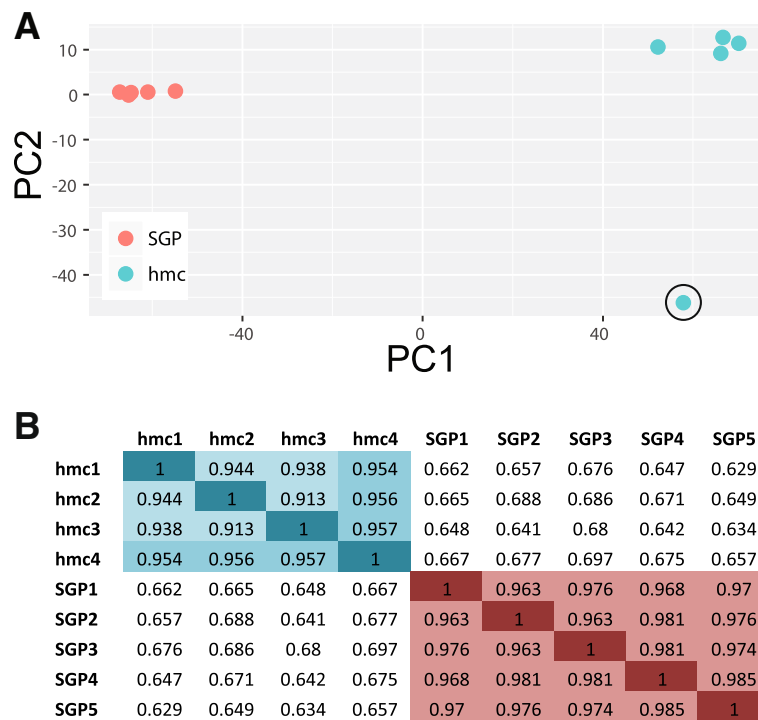 A
10
0
-10
-20
-30
-40
PC2
SGP
hmc
-40 0 40
PC1
B
hmc1 hmc2 hmc3 hmc4 SGP1 SGP2 SGP3 SGP4 SGP5
hmc1 1 0.944 0.938 0.954 0.662 0.657 0.676 0.647 0.629
hmc2 0.944 1 0.913 0.956 0.665 0.688 0.686 0.671 0.649
hmc3 0.938 0.913 1 0.957 0.648 0.641 0.68 0.642 0.634
hmc4 0.954 0.956 0.957 1 0.667 0.677 0.697 0.675 0.657
SGP1 0.662 0.665 0.648 0.667 1 0.963 0.976 0.968 0.97
SGP2 0.657 0.688 0.641 0.677 0.963 1 0.963 0.981 0.976
SGP3 0.676 0.686 0.68 0.697 0.976 0.963 1 0.981 0.974
SGP4 0.647 0.671 0.642 0.675 0.968 0.981 0.981 1 0.985
SGP5 0.629 0.649 0.634 0.657 0.97 0.976 0.974 0.985 1